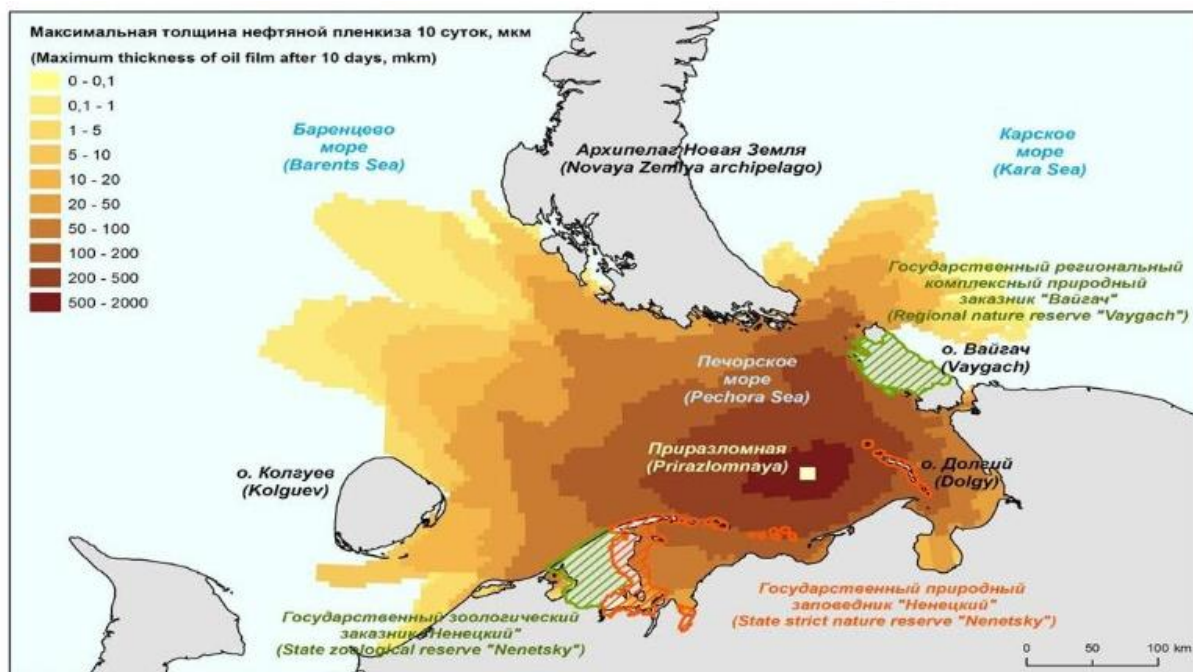 Максимальная толщина нефтяной пленкиза 10 суток, мкм
(Maximum thickness of oil film after 10 days, mkm)
0 - 0,1
0,1 - 1
1 - 5
5 - 10
10 - 20
20 - 50
50 - 100
100 - 200
200 - 500
500 - 2000
Баренцево
море
(Barents Sea)
Архипелаг Новая Земля
(Novaya Zemlya archipelago)
Карское
море
(Kara Sea)
Государственный региональный
комплексный природный
заказник "Вайгач"
(Regional nature reserve "Vaygach")
о. Вайгач
(Vaygach)
Печорское
море
(Pechora Sea)
Приразломная
(Prirazlomnaya)
о. Колгуев
(Kolguev)
о. Долгий
(Dolgy)
Государственный зоологический
заказник "Ненецкий"
(State zoological reserve "Nenetsky")
Государственный природный
заповедник "Ненецкий"
(State strict nature reserve "Nenetsky")
0 50 100 km